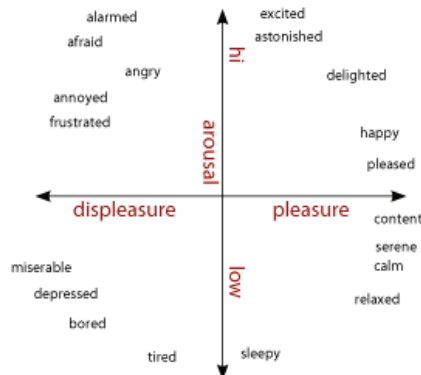 alarmed
excited
afraid
astonished
hi
angry
delighted
annoyed
frustrated
arousal
happy
pleased
displeasure
pleasure
content
serene
miserable
calm
low
depressed
relaxed
bored
tired
sleepy